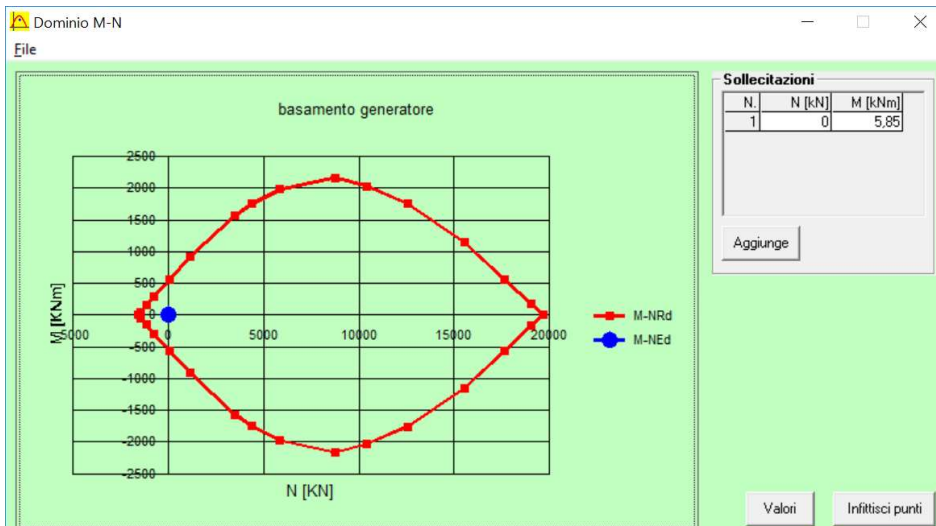 Dominio M-N
File
basamento generatore
2500
2000
1500
1000
500
0
-500
-1000
-1500
-2000
-2500
M [KNm]
-5000
0
5000
10000
15000
20000
N [KN]
M-NRd
M-NEd
Sollecitazioni
N. N [kN] M [kNm]
1 0 5,85
Aggiunge
Valori
Infittisci punti